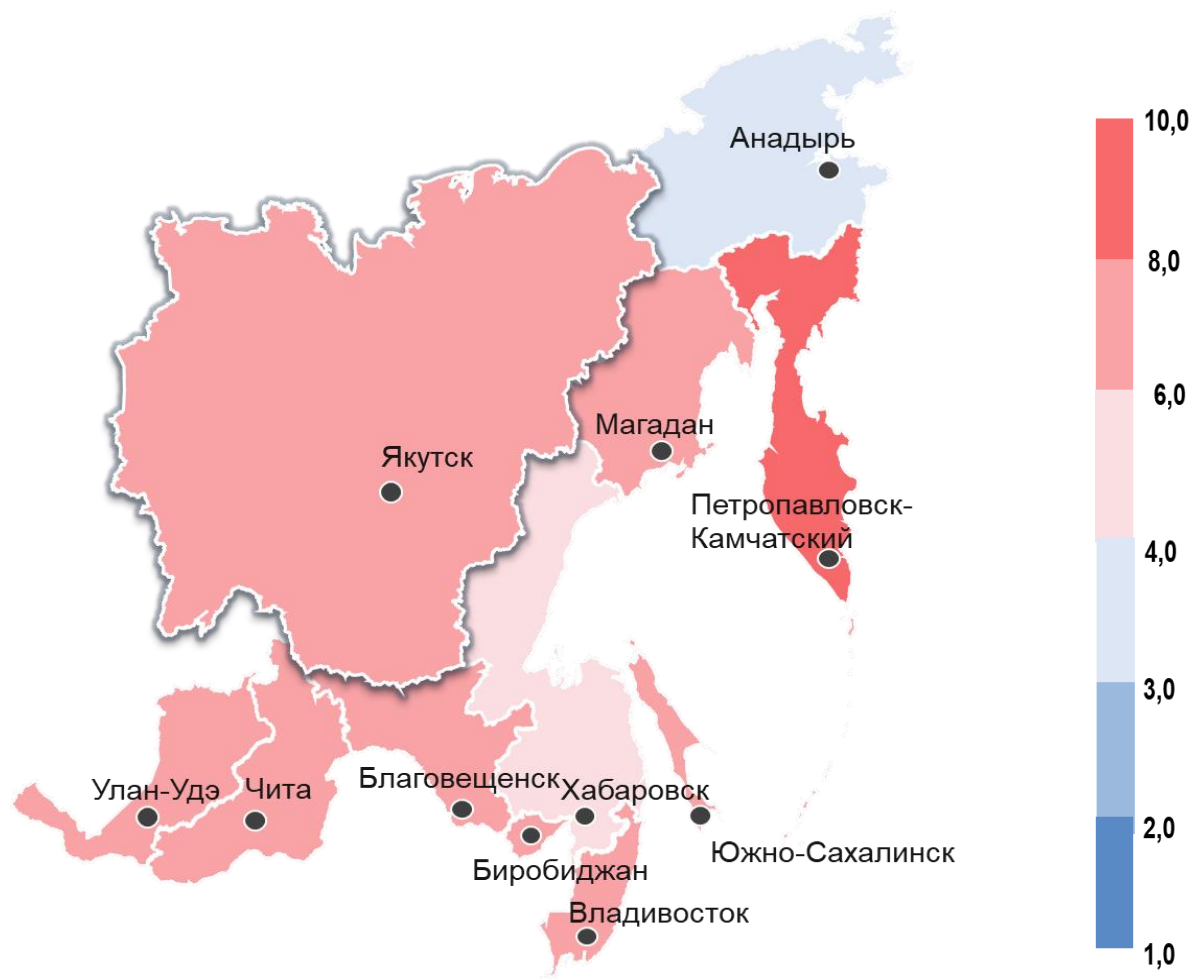 Анадырь
Якутск
Магадан
Петропавловск-
Камчатский
Улан-Удэ
Чита
Благовещенск
Хабаровск
Биробиджан
Южно-Сахалинск
Владивосток
10,0
8,0
6,0
4,0
3,0
2,0
1,0